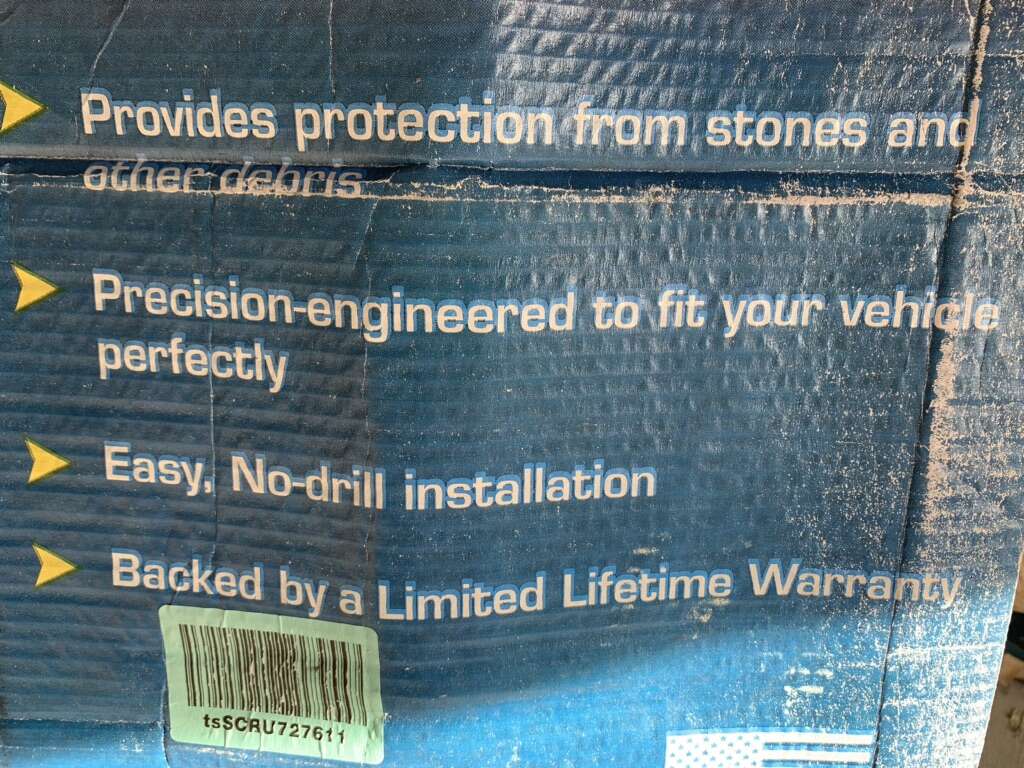 Provides protection from stones and
other debris
Precision-engineered to fit your vehicle
perfectly
Easy, No-drill installation
Backed by a Limited Lifetime Warranty
tsSCRU727611